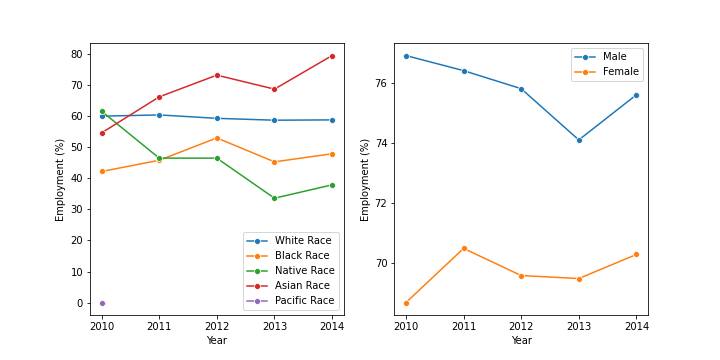 80
70
60
50
40
30
20
10
0
Employment (%)
2010 2011 2012 2013 2014
Year
White Race
Black Race
Native Race
Asian Race
Pacific Race
76
74
72
70
Employment (%)
2010 2011 2012 2013 2014
Year
Male
Female